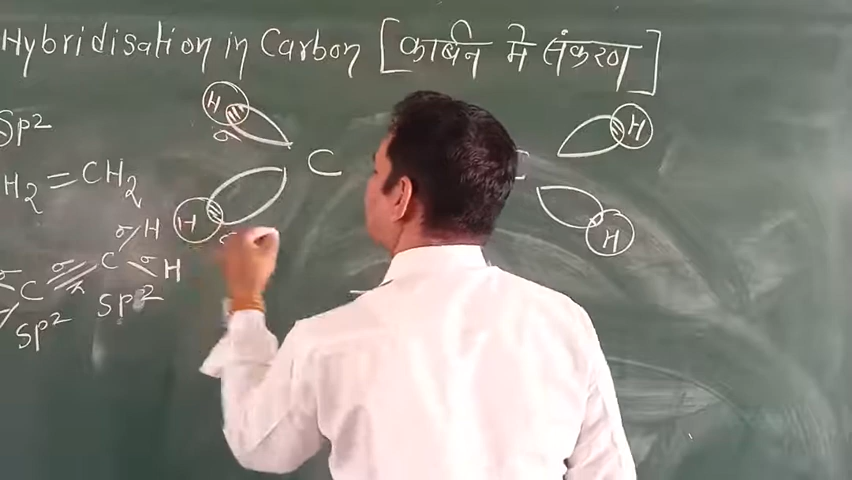 Hybridisation in Carbon [कार्बन मे संकरण]
Sp2
H H
H2 = CH2
C C
σ
σ H
H H
σ
σ σ C σ H
C π
Sp2
Sp2